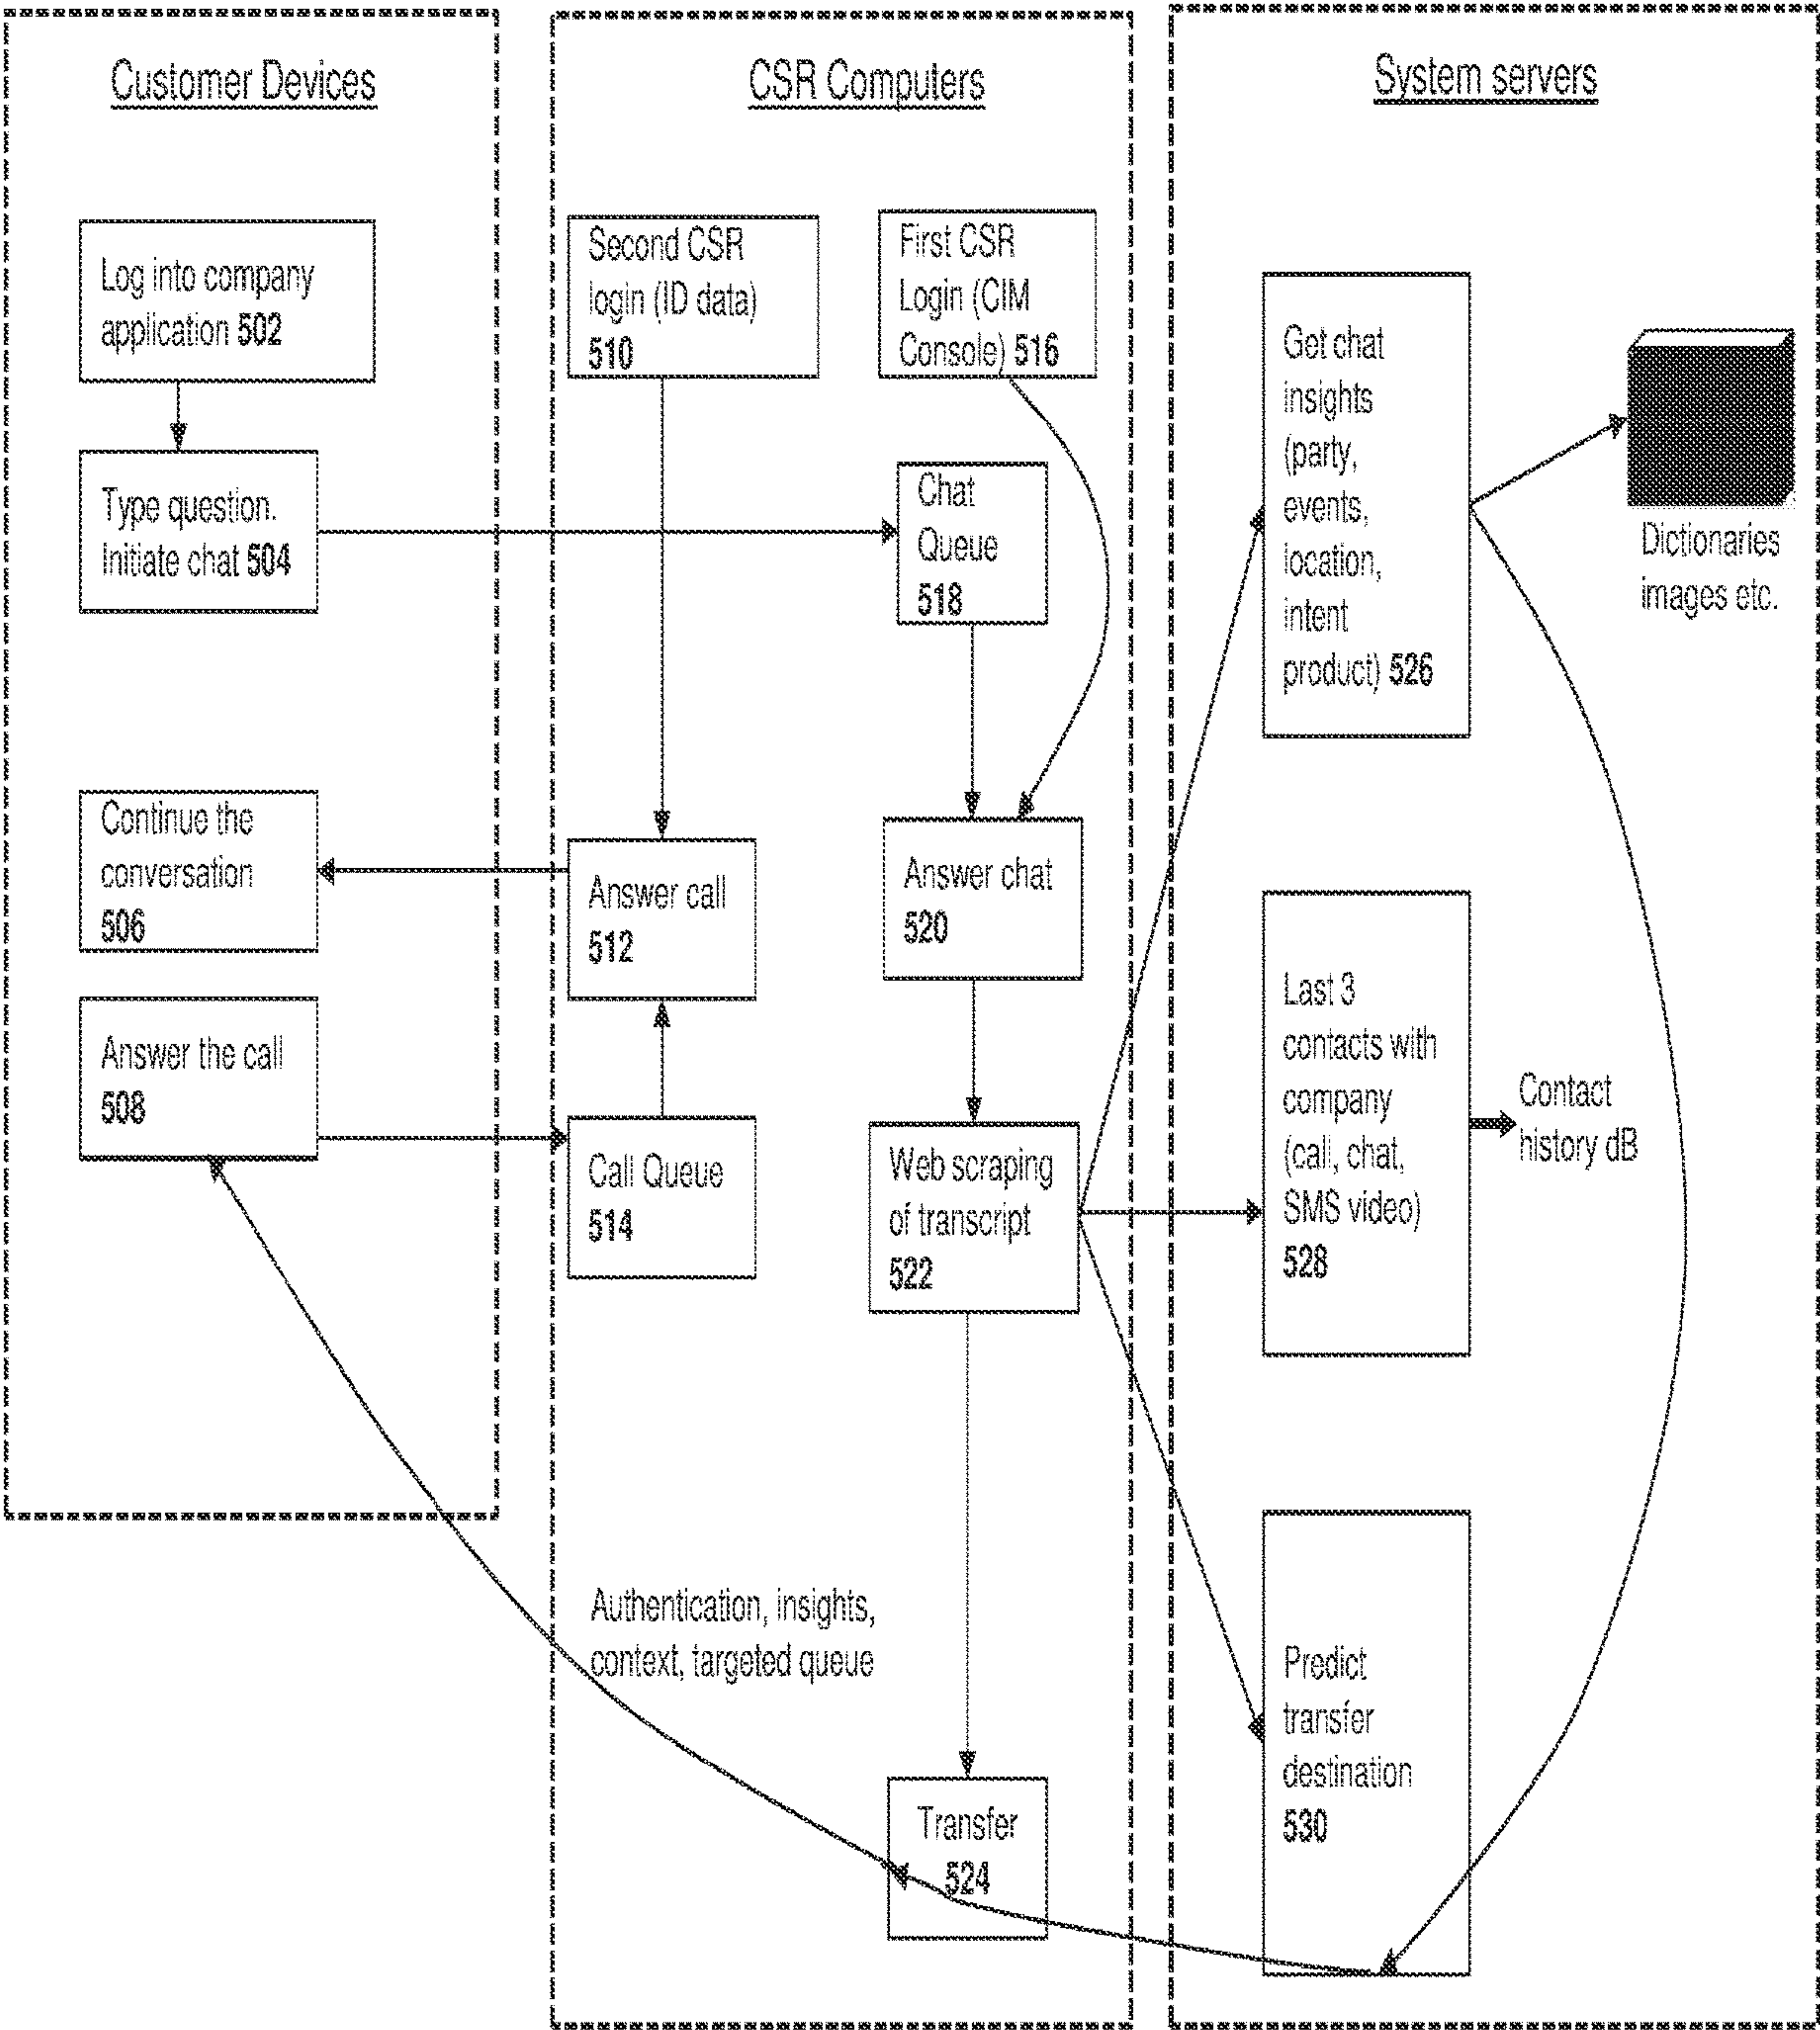 Customer Devices
CSR Computers
System servers
Log into company
application 502
Type question.
Initiate chat 504
Continue the
conversation
506
Answer the call
508
Second CSR
login (ID data)
510
First CSR
Login (CIM
Console) 516
Chat
Queue
518
Answer call
512
Answer chat
520
Call Queue
514
Web scraping
of transcript
522
Authentication, insights,
context, targeted queue
Transfer
524
Get chat
insights
(party,
events,
location,
intent
product) 526
Dictionaries
images etc.
Last 3
contacts with
company
(call, chat,
SMS video)
528
Contact
history dB
Predict
transfer
destination
530